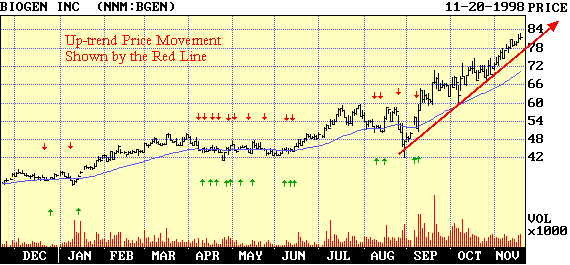 BIOGEN INC (NNM:BGEN) 11-20-1998 PRICE
Up-trend Price Movement
Shown by the Red Line
84
78
72
66
60
54
48
42
VOL
x1000
DEC JAN FEB MAR APR MAY JUN JUL AUG SEP OCT NOV